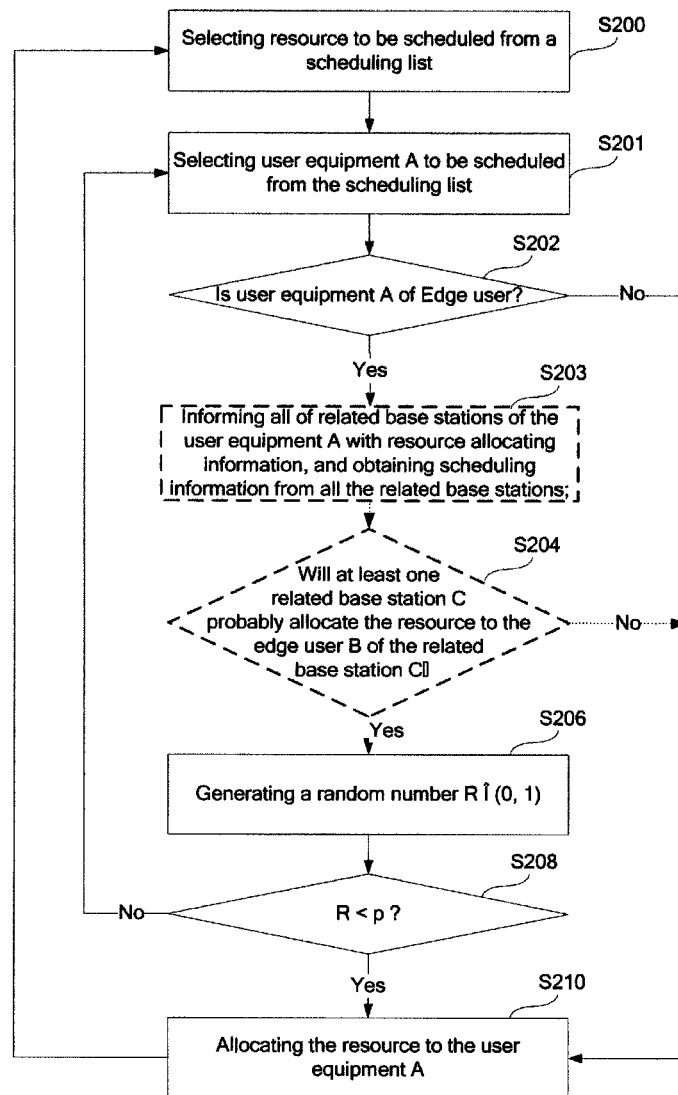 S200
Selecting resource to be scheduled from a
scheduling list
S201
Selecting user equipment A to be scheduled
from the scheduling list
S202
Is user equipment A of Edge user?
No
Yes
S203
Informing all of related base stations of the
user equipment A with resource allocating
information, and obtaining scheduling
information from all the related base stations;
S204
Will at least one
related base station C
probably allocate the resource to the
edge user B of the related
base station C▯
No
Yes
S206
Generating a random number R Î (0, 1)
S208
R < p ?
No
Yes
S210
Allocating the resource to the user
equipment A